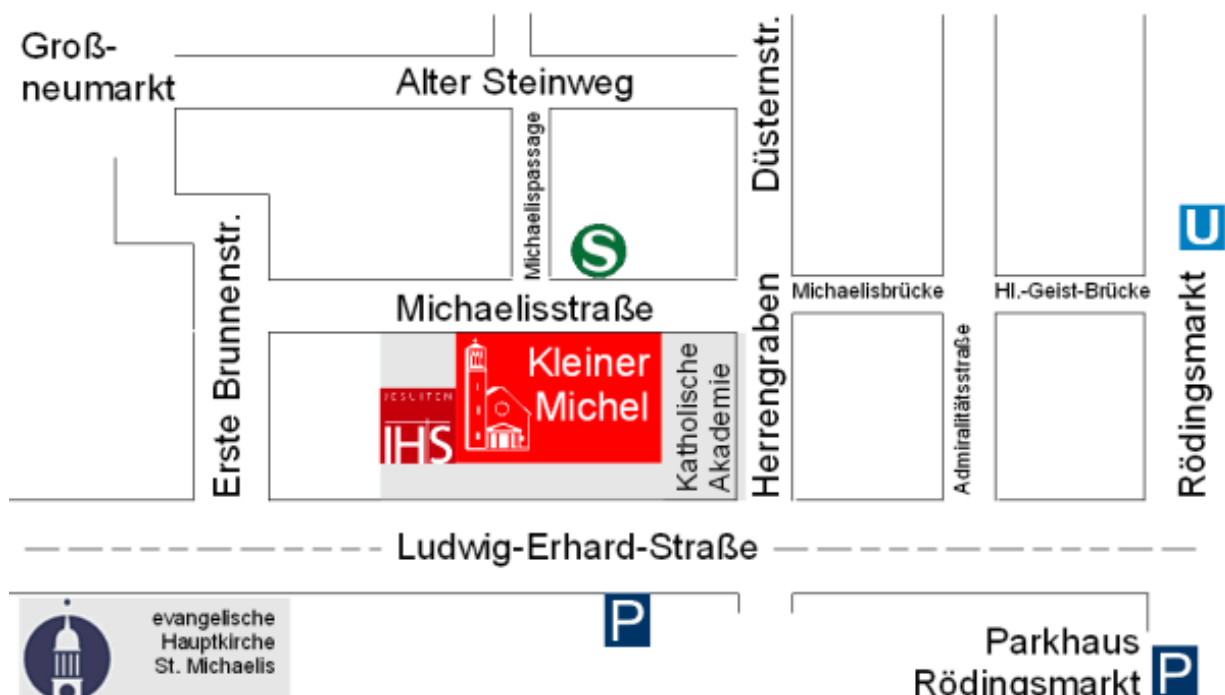 Groß-
neumarkt
Alter Steinweg
Düsternstr.
Michaelispassage
S
U
Erste Brunnenstr.
Michaelisstraße
Herrengraben
Michaelisbrücke
Hl.-Geist-Brücke
Rödingsmarkt
Kleiner
Michel
JESUITEN
IHS
Katholische
Akademie
Admiralitätsstraße
Ludwig-Erhard-Straße
evangelische
Hauptkirche
St. Michaelis
P
Parkhaus
Rödingsmarkt
P